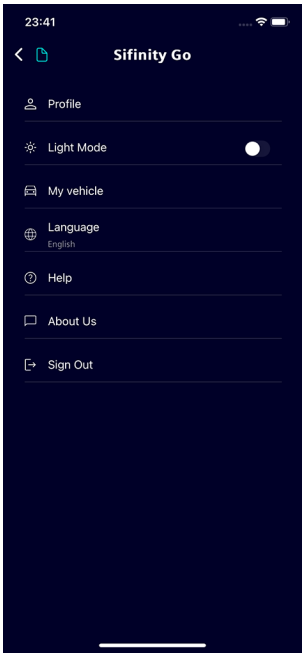 23:41
Sifinity Go
Profile
Light Mode
My vehicle
Language
English
Help
About Us
Sign Out